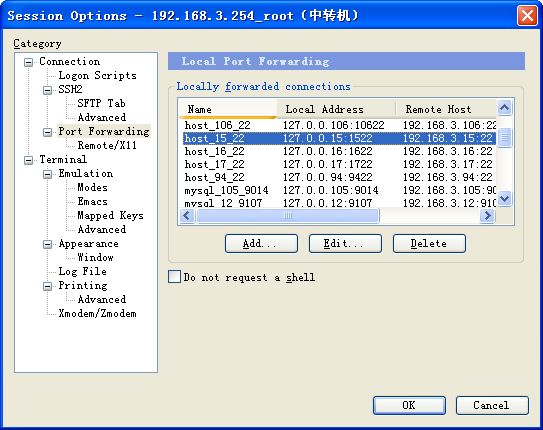 Session Options - 192.168.3.254_root (中转机)
Category
Connection
Logon Scripts
SSH2
SFTP Tab
Advanced
Port Forwarding
Remote/X11
Terminal
Emulation
Modes
Emacs
Mapped Keys
Advanced
Appearance
Window
Log File
Printing
Advanced
Xmodem/Zmodem
Local Port Forwarding
Locally forwarded connections
Name Local Address Remote Host
host_106_22 127.0.0.106:10622 192.168.3.106:22
host_15_22 127.0.0.15:1522 192.168.3.15:22
host_16_22 127.0.0.16:1622 192.168.3.16:22
host_17_22 127.0.0.17:1722 192.168.3.17:22
host_94_22 127.0.0.94:9422 192.168.3.94:22
mysql_105_9014 127.0.0.105:9014 192.168.3.105:90
mysql_12_9107 127.0.0.12:9107 192.168.3.12:910
Add... Edit... Delete
Do not request a shell
OK Cancel